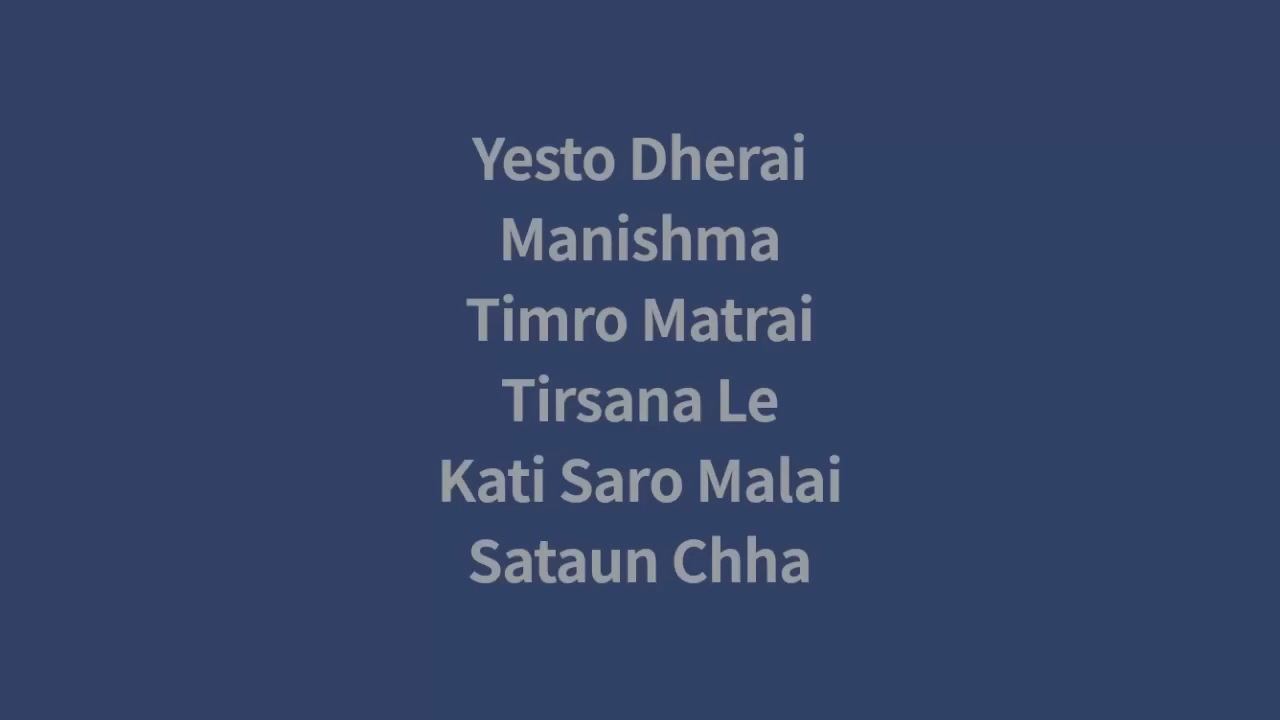 Yesto Dherai
Manishma
Timro Matrai
Tirsana Le
Kati Saro Malai
Sataun Chha